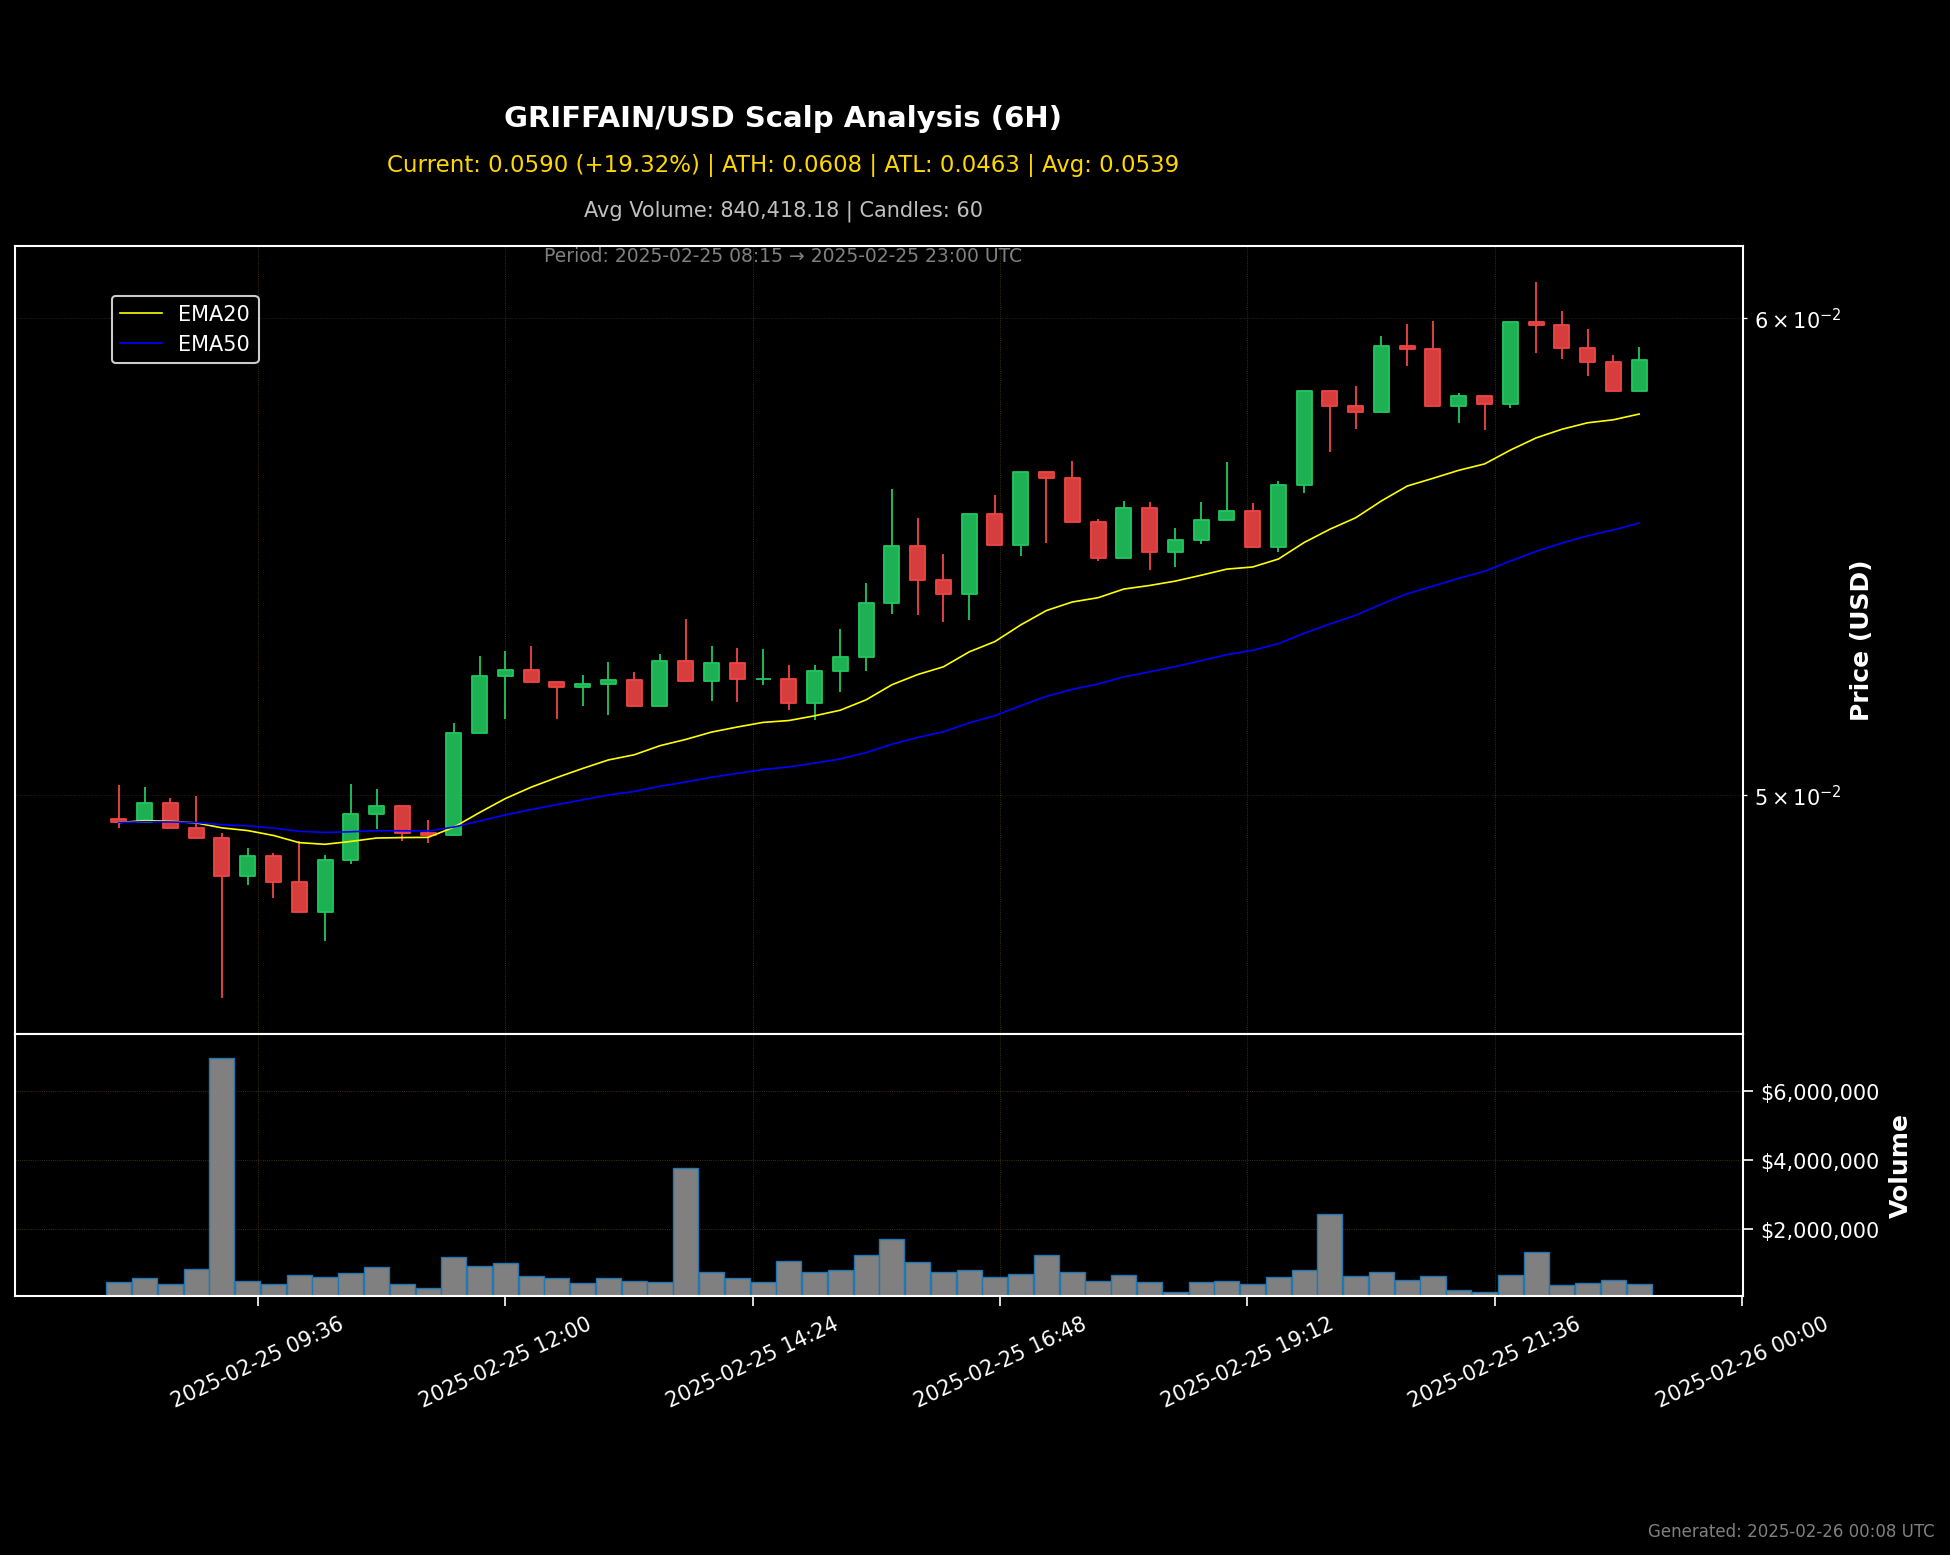 GRIFFAIN/USD Scalp Analysis (6H)
Current: 0.0590 (+19.32%) | ATH: 0.0608 | ATL: 0.0463 | Avg: 0.0539
Avg Volume: 840,418.18 | Candles: 60
Period: 2025-02-25 08:15 → 2025-02-25 23:00 UTC
EMA20
EMA50
6 × 10⁻²
5 × 10⁻²
Price (USD)
$6,000,000
$4,000,000
$2,000,000
Volume
2025-02-25 09:36
2025-02-25 12:00
2025-02-25 14:24
2025-02-25 16:48
2025-02-25 19:12
2025-02-25 21:36
2025-02-26 00:00
Generated: 2025-02-26 00:08 UTC